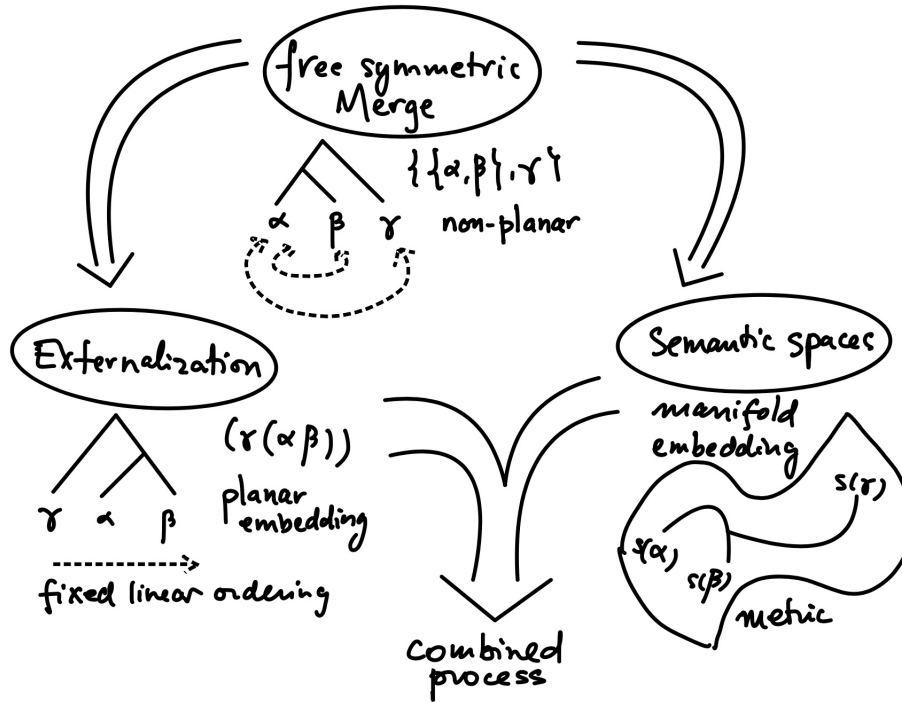 free symmetric
Merge
{{α,β},γ}
α β γ non-planar
Externalization
(γ(αβ))
planar
embedding
γ α β
fixed linear ordering
Semantic spaces
manifold
embedding
s(γ)
s(α)
s(β)
metric
combined
process